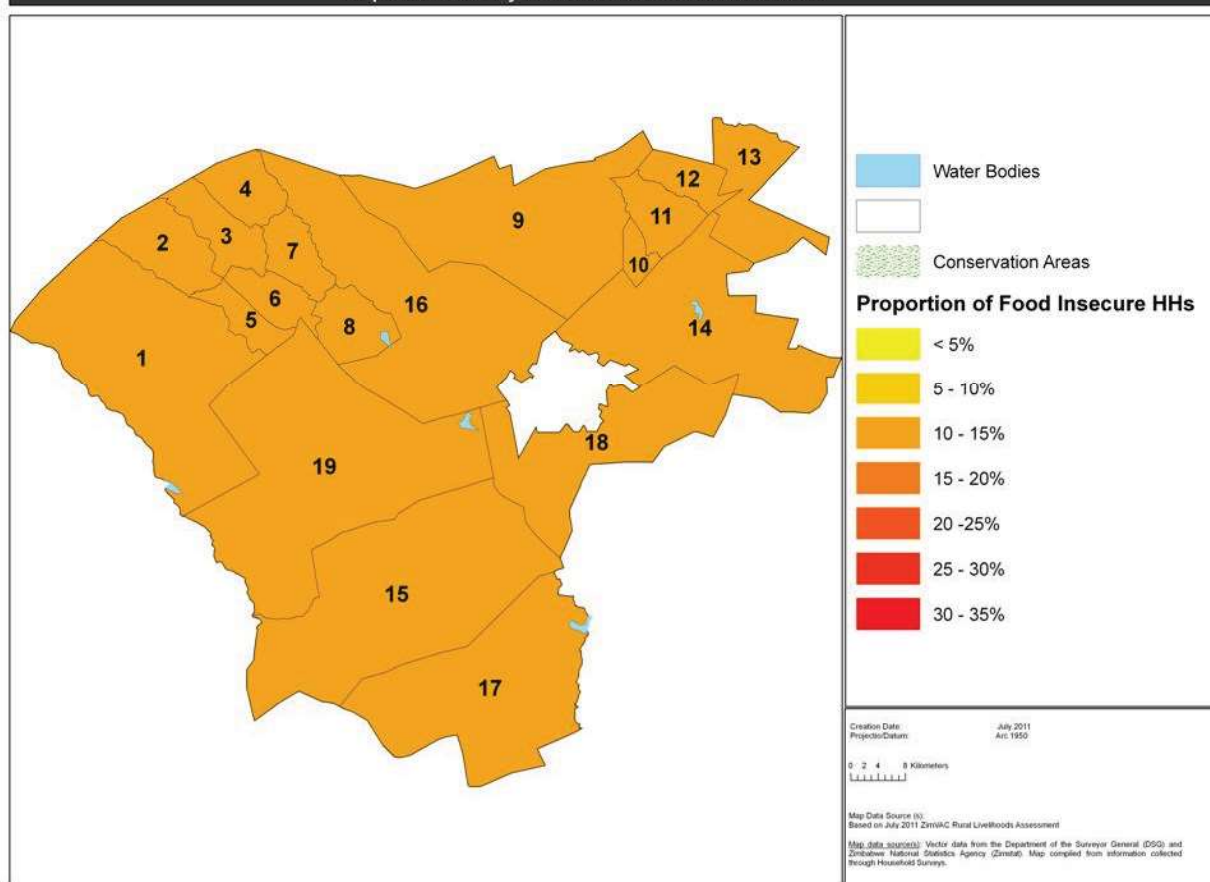 13
12
4
11
9
2
3
7
10
6
16
5
8
14
1
18
19
15
17
Water Bodies
Conservation Areas
Proportion of Food Insecure HHs
< 5%
5 - 10%
10 - 15%
15 - 20%
20 -25%
25 - 30%
30 - 35%
Creation Date: July 2011
Projectio/Datum: Arc 1950
0 2 4 8 Kilometers
Map Data Source (s):
Based on July 2011 ZimVAC Rural Livelihoods Assessment
Map data source(s): Vector data from the Department of the Surveyor General (DSG) and
Zimbabwe National Statistics Agency (Zimstat). Map compiled from information collected
through Household Surveys.